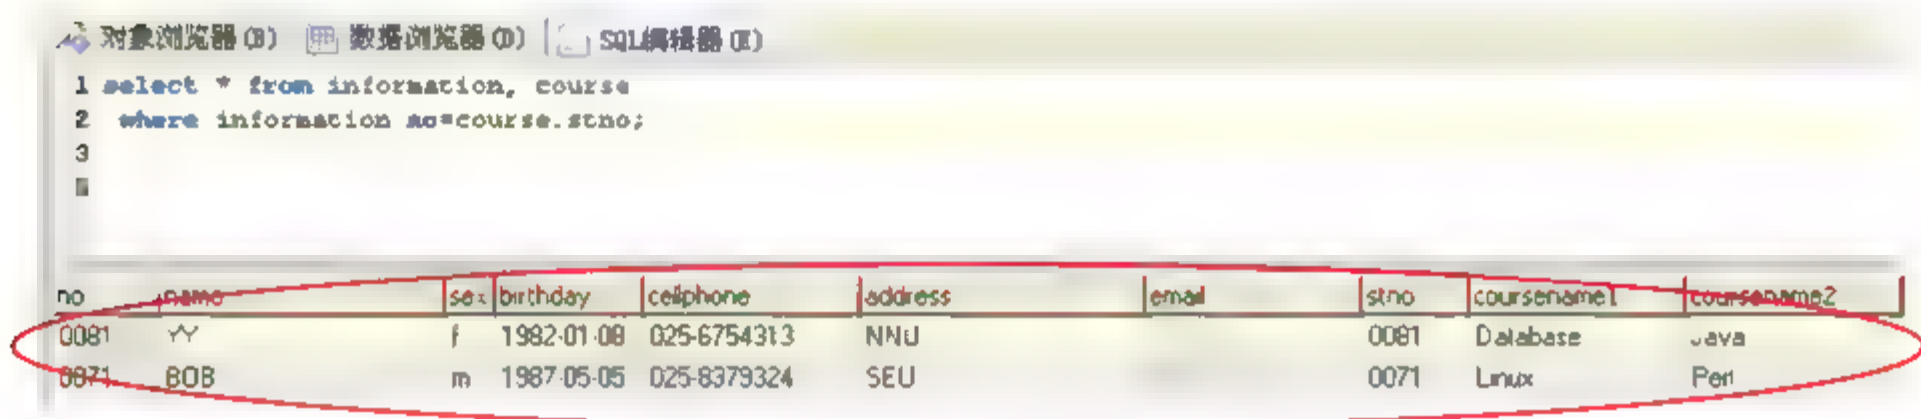 对象浏览器(B) 数据浏览器(D) SQL编辑器(E)
1 select * from information, course
2 where information no=course.stno;
3
no name sex birthday cellphone address email stno coursename1 coursename2
0081 YY f 1982-01-08 025-6754313 NNU 0081 Database Java
0071 BOB m 1987-05-05 025-8379324 SEU 0071 Linux Perl